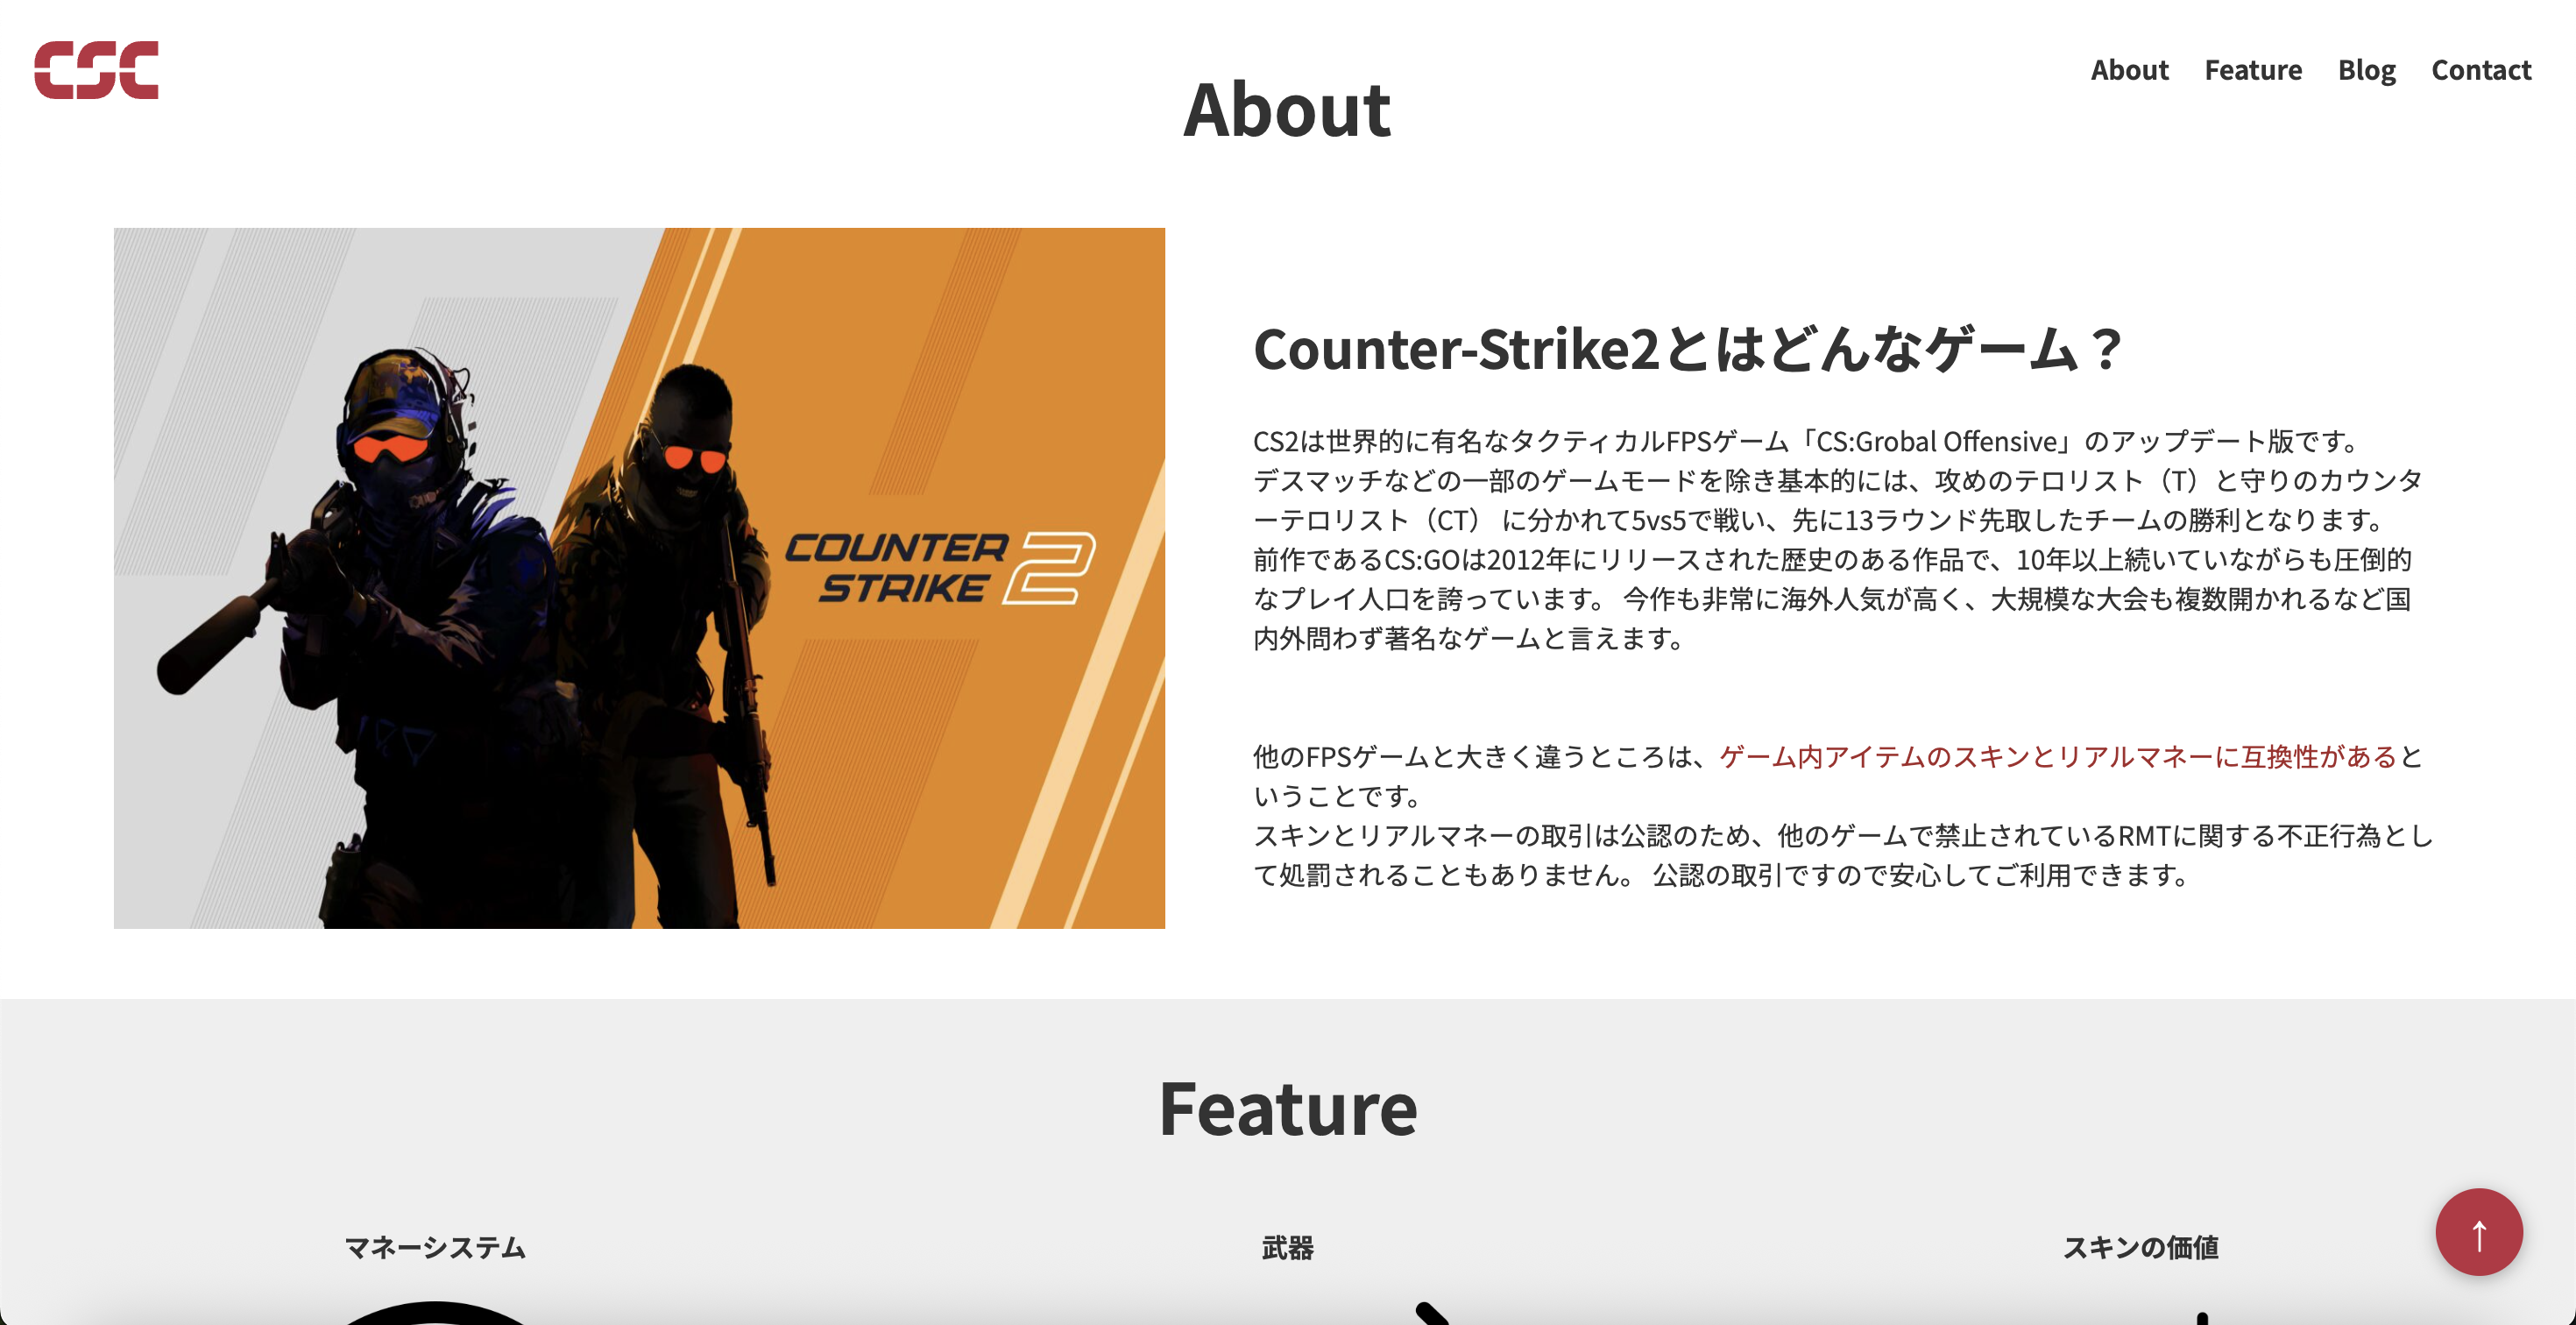 CSC
About Feature Blog Contact
About
COUNTER
STRIKE 2
Counter-Strike2とはどんなゲーム？
CS2は世界的に有名なタクティカルFPSゲーム「CS:Grobal Offensive」のアップデート版です。
デスマッチなどの一部のゲームモードを除き基本的には、攻めのテロリスト（T）と守りのカウンタ
ーテロリスト（CT） に分かれて5vs5で戦い、先に13ラウンド先取したチームの勝利となります。
前作であるCS:GOは2012年にリリースされた歴史のある作品で、10年以上続いていながらも圧倒的
なプレイ人口を誇っています。 今作も非常に海外人気が高く、大規模な大会も複数開かれるなど国
内外問わず著名なゲームと言えます。
他のFPSゲームと大きく違うところは、ゲーム内アイテムのスキンとリアルマネーに互換性があると
いうことです。
スキンとリアルマネーの取引は公認のため、他のゲームで禁止されているRMTに関する不正行為とし
て処罰されることもありません。 公認の取引ですので安心してご利用できます。
Feature
マネーシステム
武器
スキンの価値
↑